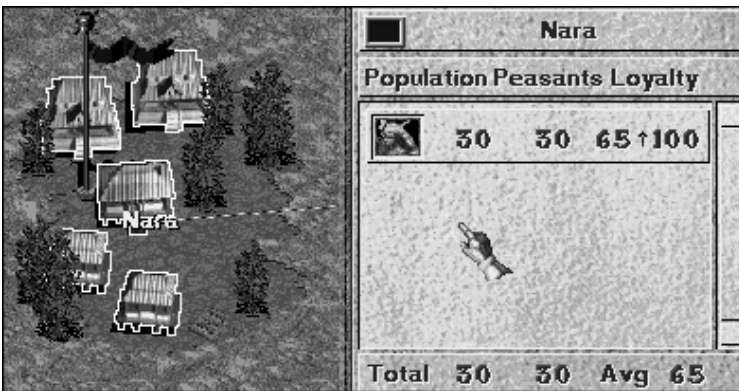 Nara
Nara
Population Peasants Loyalty
30 30 65↑100
Total 30 30 Avg 65